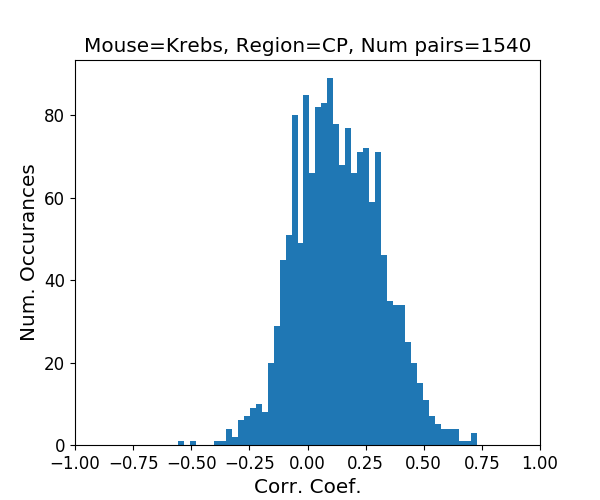 Mouse=Krebs, Region=CP, Num pairs=1540
Num. Occurances
80
60
40
20
0
−1.00 −0.75 −0.50 −0.25 0.00 0.25 0.50 0.75 1.00
Corr. Coef.